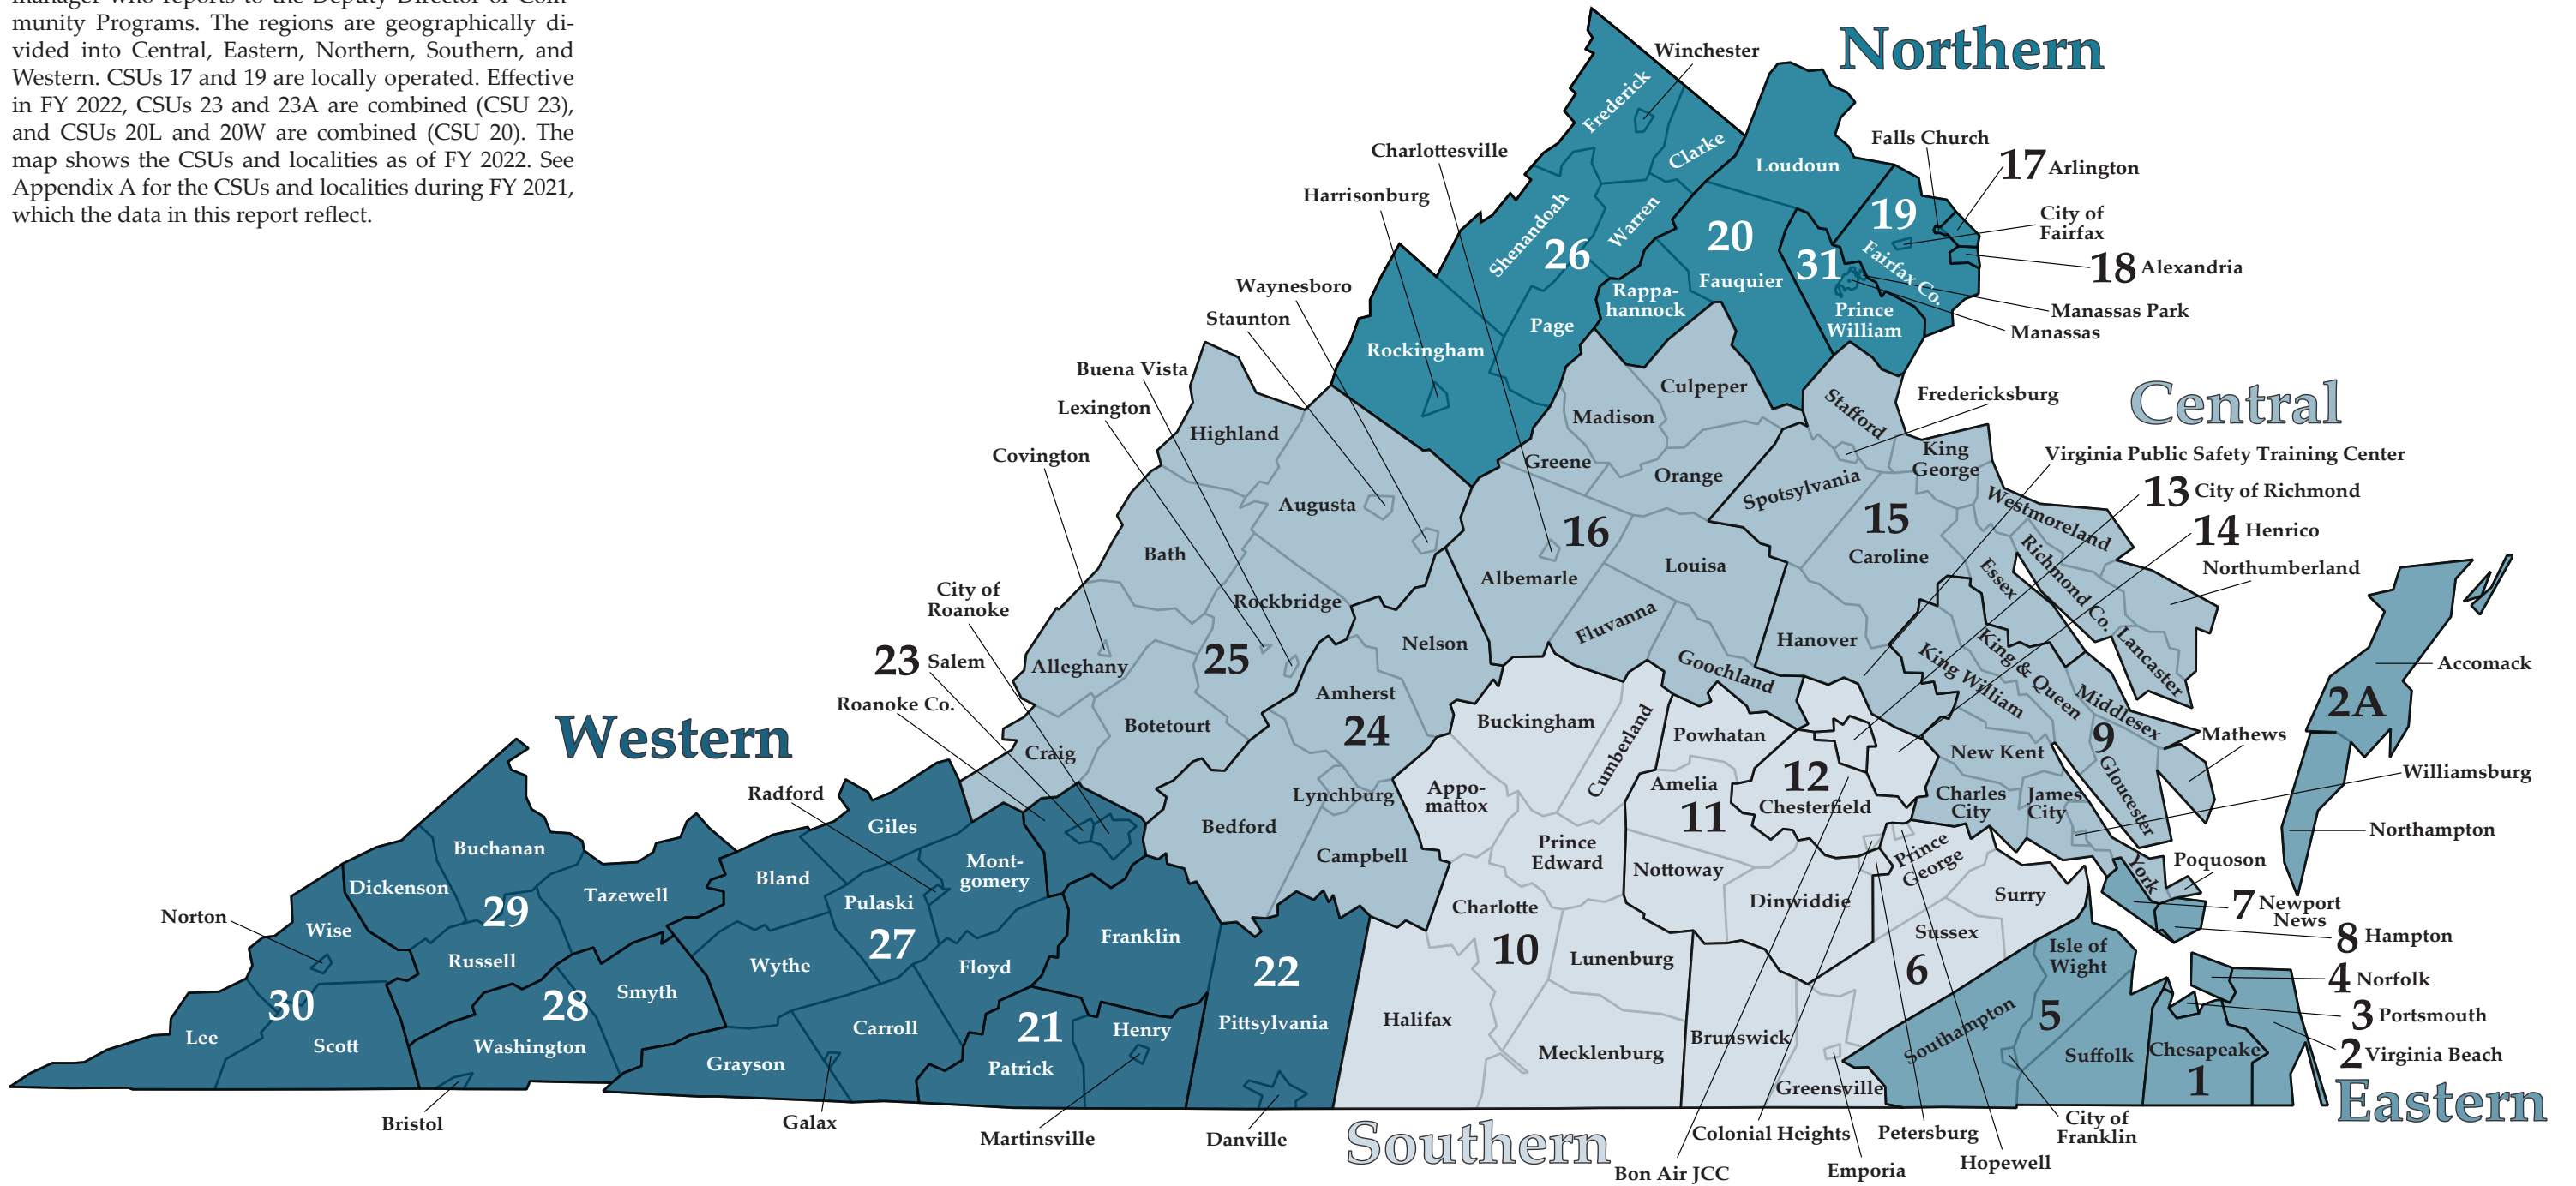 manager who reports to the Deputy Director of Com-
munity Programs. The regions are geographically di-
vided into Central, Eastern, Northern, Southern, and
Western. CSUs 17 and 19 are locally operated. Effective
in FY 2022, CSUs 23 and 23A are combined (CSU 23),
and CSUs 20L and 20W are combined (CSU 20). The
map shows the CSUs and localities as of FY 2022. See
Appendix A for the CSUs and localities during FY 2021,
which the data in this report reflect.
Northern
Winchester
Frederick
Clarke
Loudoun
Falls Church
17 Arlington
Charlottesville
Harrisonburg
19
City of
Fairfax
Fairfax Co.
18 Alexandria
Shenandoah
Warren
26
20
Fauquier
31
Prince
William
Manassas Park
Manassas
Rappa-
hannock
Page
Rockingham
Waynesboro
Staunton
Buena Vista
Lexington
Covington
Central
Highland
Augusta
Madison
Culpeper
Stafford
Fredericksburg
Greene
Orange
Spotsylvania
King
George
Virginia Public Safety Training Center
13 City of Richmond
14 Henrico
Westmoreland
Northumberland
Bath
16
Albemarle
Louisa
15
Caroline
Essex
Richmond Co.
Lancaster
City of
Roanoke
Rockbridge
Nelson
Fluvanna
Hanover
Goochland
King William
King & Queen
Middlesex
23 Salem
Roanoke Co.
Alleghany
25
Botetourt
Craig
Amherst
24
Lynchburg
Bedford
Campbell
Accomack
2A
Northampton
Mathews
Williamsburg
9
Gloucester
New Kent
Charles
City
James
City
York
Poquoson
7 Newport
News
8 Hampton
4 Norfolk
3 Portsmouth
2 Virginia Beach
Eastern
Buckingham
Cumberland
Appo-
mattox
Prince
Edward
Charlotte
10
Lunenburg
Halifax
Mecklenburg
Powhatan
Amelia
11
Nottoway
Dinwiddie
12
Chesterfield
Prince
George
Surry
Sussex
6
Brunswick
Greensville
Isle of
Wight
5
Southampton
Suffolk
Chesapeake
1
Western
Radford
Giles
Mont-
gomery
Bland
Pulaski
27
Wythe
Floyd
Carroll
Grayson
Buchanan
Dickenson
29
Tazewell
Russell
Norton
Wise
30
Lee
Scott
28
Smyth
Washington
Franklin
21
Patrick
Henry
22
Pittsylvania
Bristol
Galax
Martinsville
Danville
Southern
Bon Air JCC
Colonial Heights
Emporia
Petersburg
Hopewell
City of
Franklin